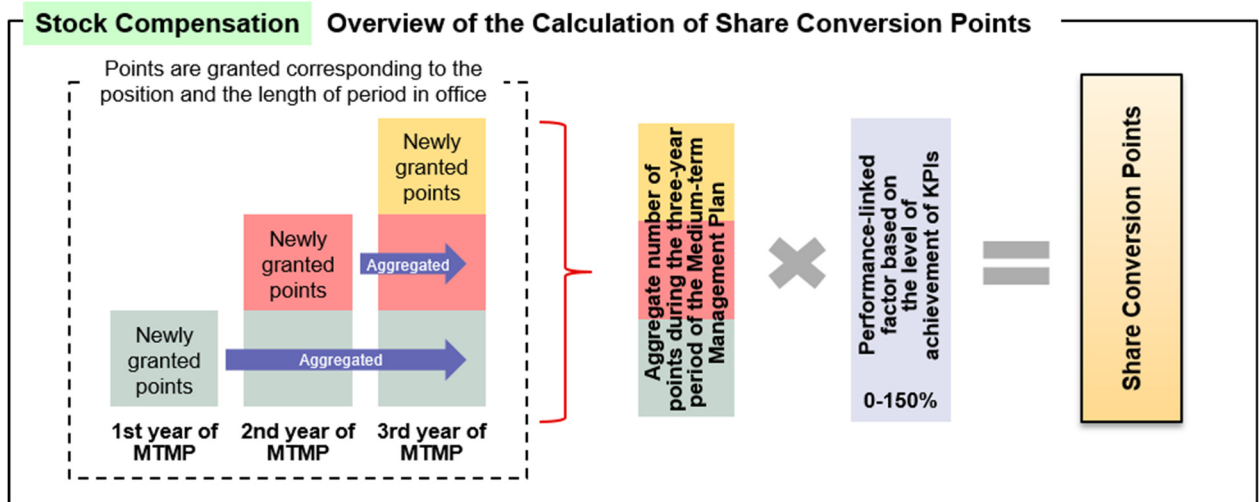 Stock Compensation Overview of the Calculation of Share Conversion Points
Points are granted corresponding to the
position and the length of period in office
Newly
granted
points
Newly
granted
points
Aggregated
Newly
granted
points
Aggregated
1st year of
MTMP
2nd year of
MTMP
3rd year of
MTMP
Aggregate number of
points during the three-year
period of the Medium-term
Management Plan
Performance-linked
factor based on
the level of
achievement of KPIs
0-150%
Share Conversion Points